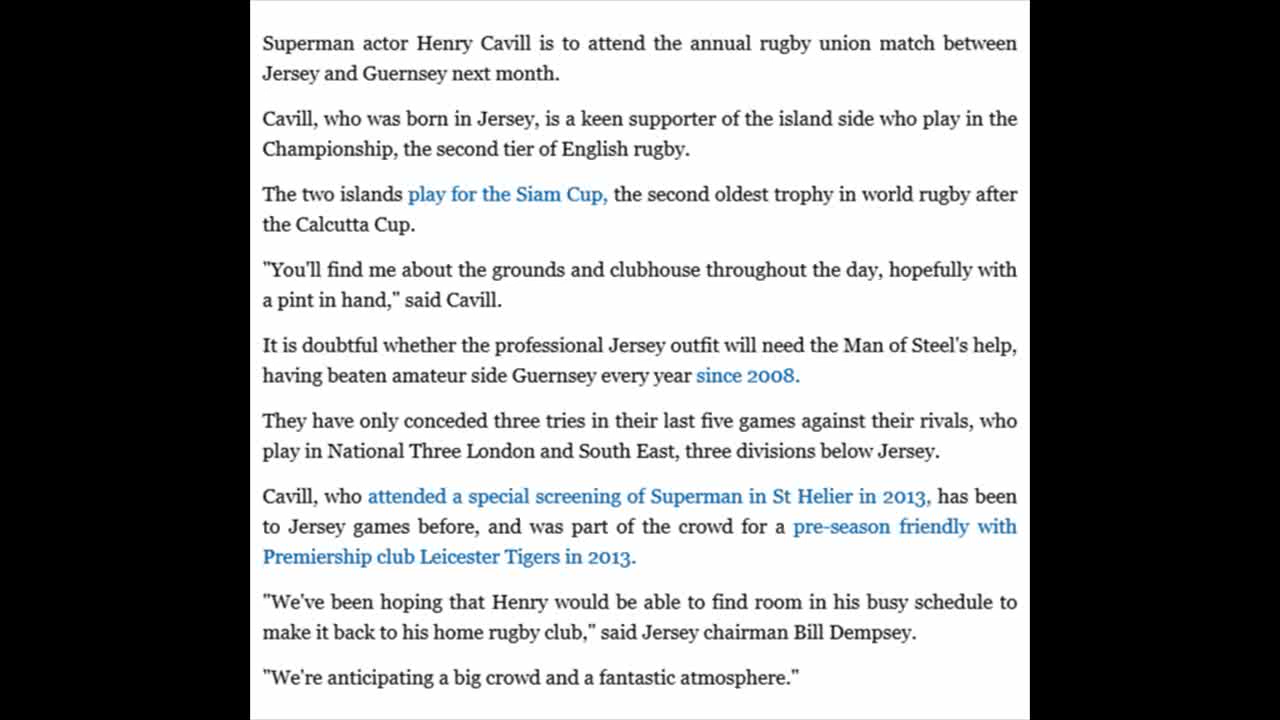 Superman actor Henry Cavill is to attend the annual rugby union match between
Jersey and Guernsey next month.
Cavill, who was born in Jersey, is a keen supporter of the island side who play in the
Championship, the second tier of English rugby.
The two islands play for the Siam Cup, the second oldest trophy in world rugby after
the Calcutta Cup.
"You'll find me about the grounds and clubhouse throughout the day, hopefully with
a pint in hand," said Cavill.
It is doubtful whether the professional Jersey outfit will need the Man of Steel's help,
having beaten amateur side Guernsey every year since 2008.
They have only conceded three tries in their last five games against their rivals, who
play in National Three London and South East, three divisions below Jersey.
Cavill, who attended a special screening of Superman in St Helier in 2013, has been
to Jersey games before, and was part of the crowd for a pre-season friendly with
Premiership club Leicester Tigers in 2013.
"We've been hoping that Henry would be able to find room in his busy schedule to
make it back to his home rugby club," said Jersey chairman Bill Dempsey.
"We're anticipating a big crowd and a fantastic atmosphere."